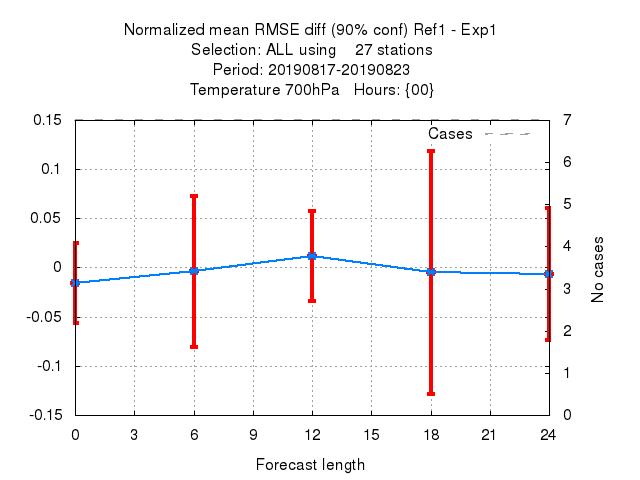 Normalized mean RMSE diff (90% conf) Ref1 - Exp1
Selection: ALL using 27 stations
Period: 20190817-20190823
Temperature 700hPa Hours: {00}
Cases
0.15
0.1
0.05
0
-0.05
-0.1
-0.15
7
6
5
4
3
2
1
0
No cases
0 3 6 9 12 15 18 21 24
Forecast length